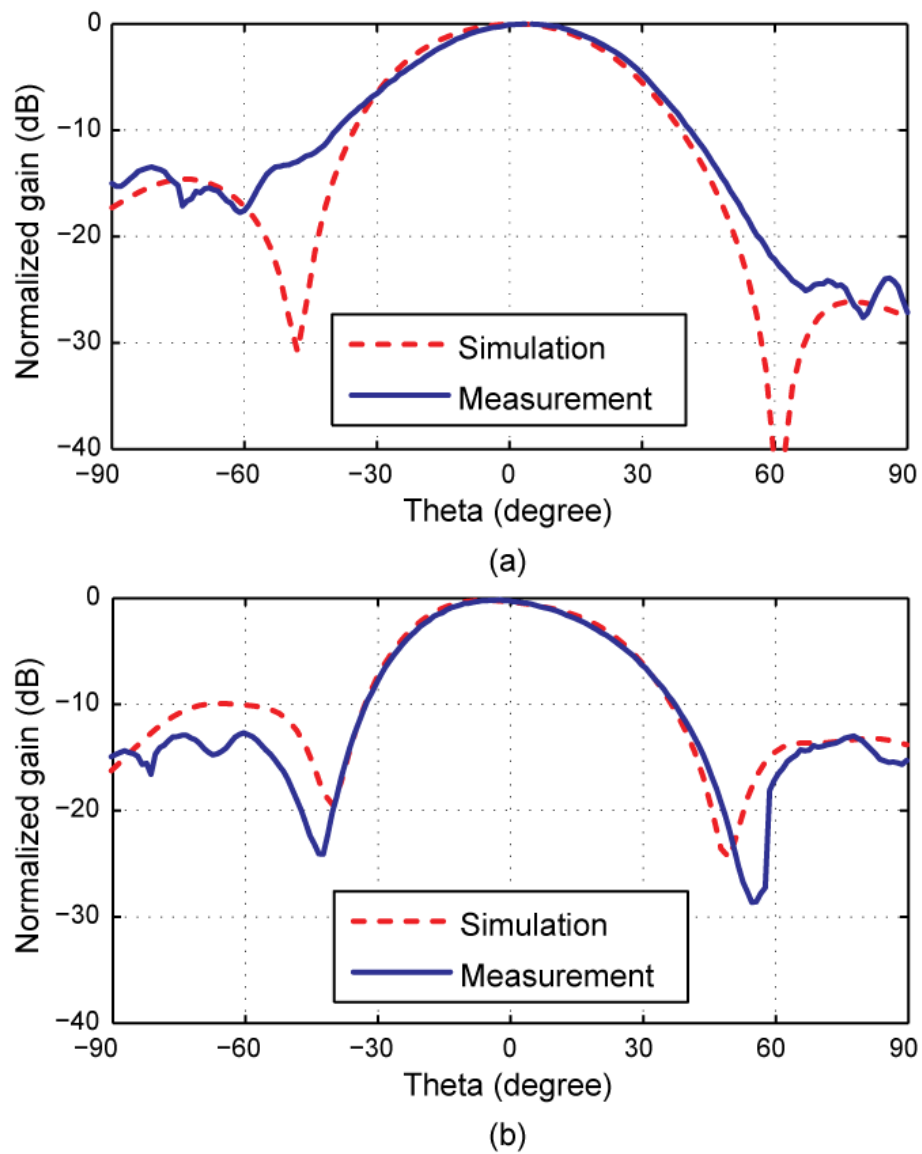 0
−10
−20
−30
−40
Normalized gain (dB)
Simulation
Measurement
−90 −60 −30 0 30 60 90
Theta (degree)
(a)
0
−10
−20
−30
−40
Normalized gain (dB)
Simulation
Measurement
−90 −60 −30 0 30 60 90
Theta (degree)
(b)